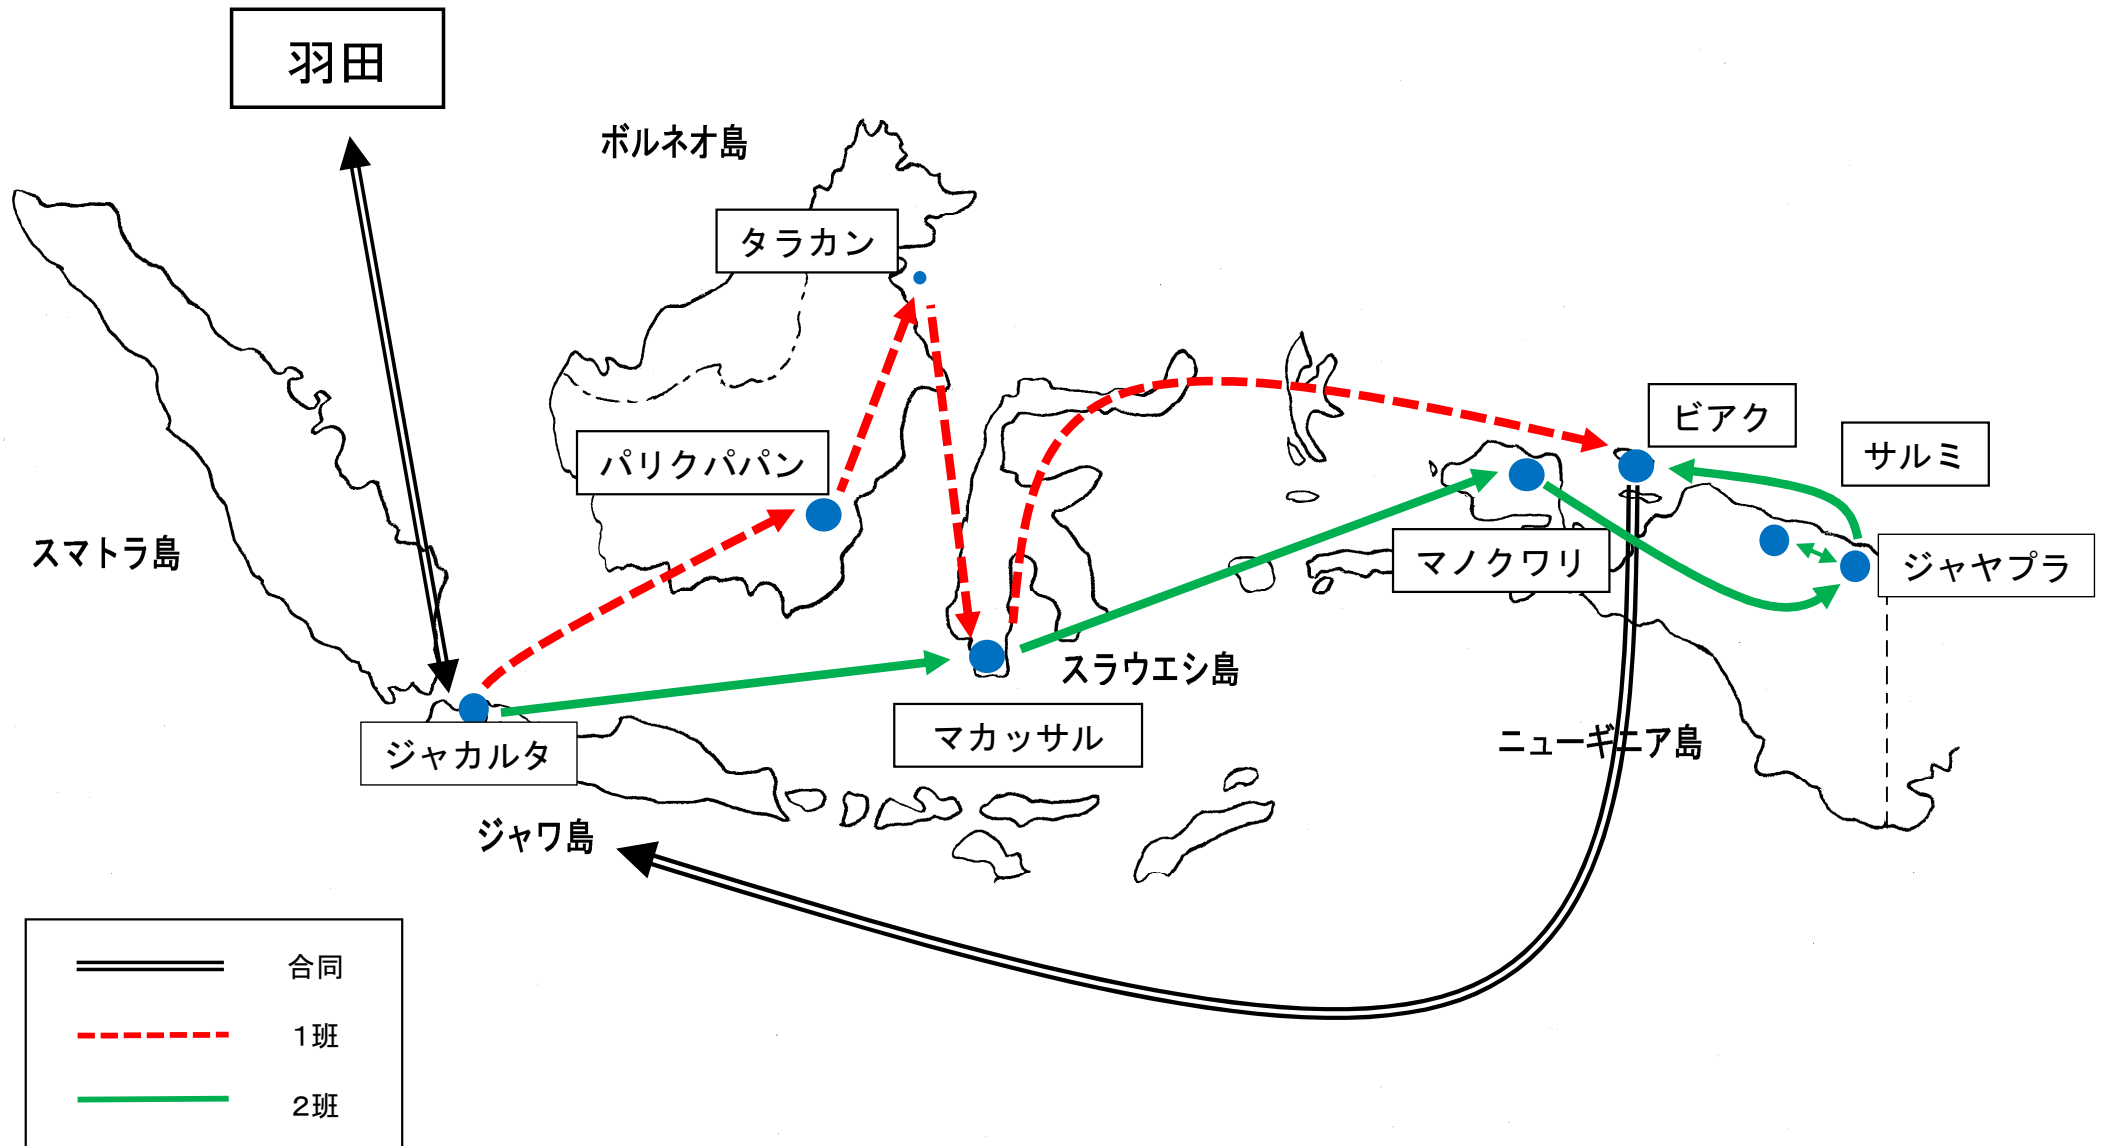 羽田
ボルネオ島
タラカン
ビアク
サルミ
パリクパパン
スマトラ島
マノクワリ
ジャヤプラ
スラウエシ島
マカッサル
ニューギニア島
ジャカルタ
ジャワ島
合同
1班
2班